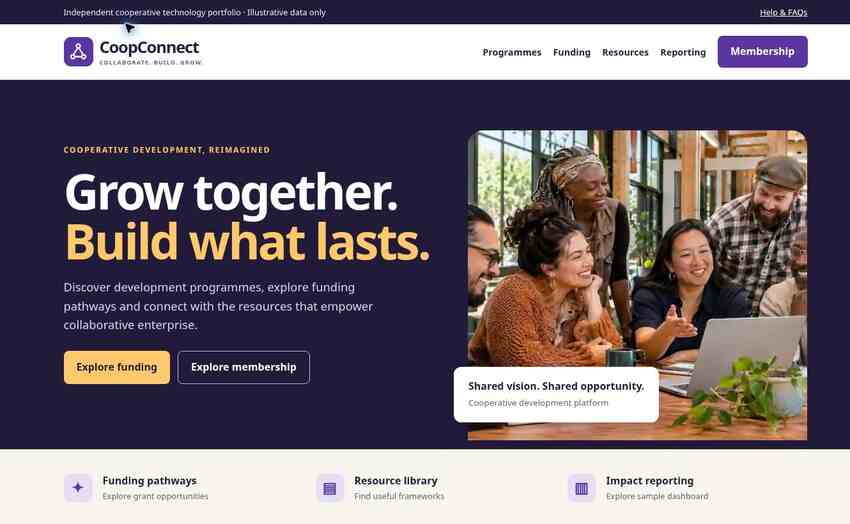 Independent cooperative technology portfolio · Illustrative data only
Help & FAQs
CoopConnect
COLLABORATE. BUILD. GROW.
Programmes
Funding
Resources
Reporting
Membership
COOPERATIVE DEVELOPMENT, REIMAGINED
Grow together.
Build what lasts.
Discover development programmes, explore funding
pathways and connect with the resources that empower
collaborative enterprise.
Explore funding
Explore membership
Shared vision. Shared opportunity.
Cooperative development platform
Funding pathways
Explore grant opportunities
Resource library
Find useful frameworks
Impact reporting
Explore sample dashboard